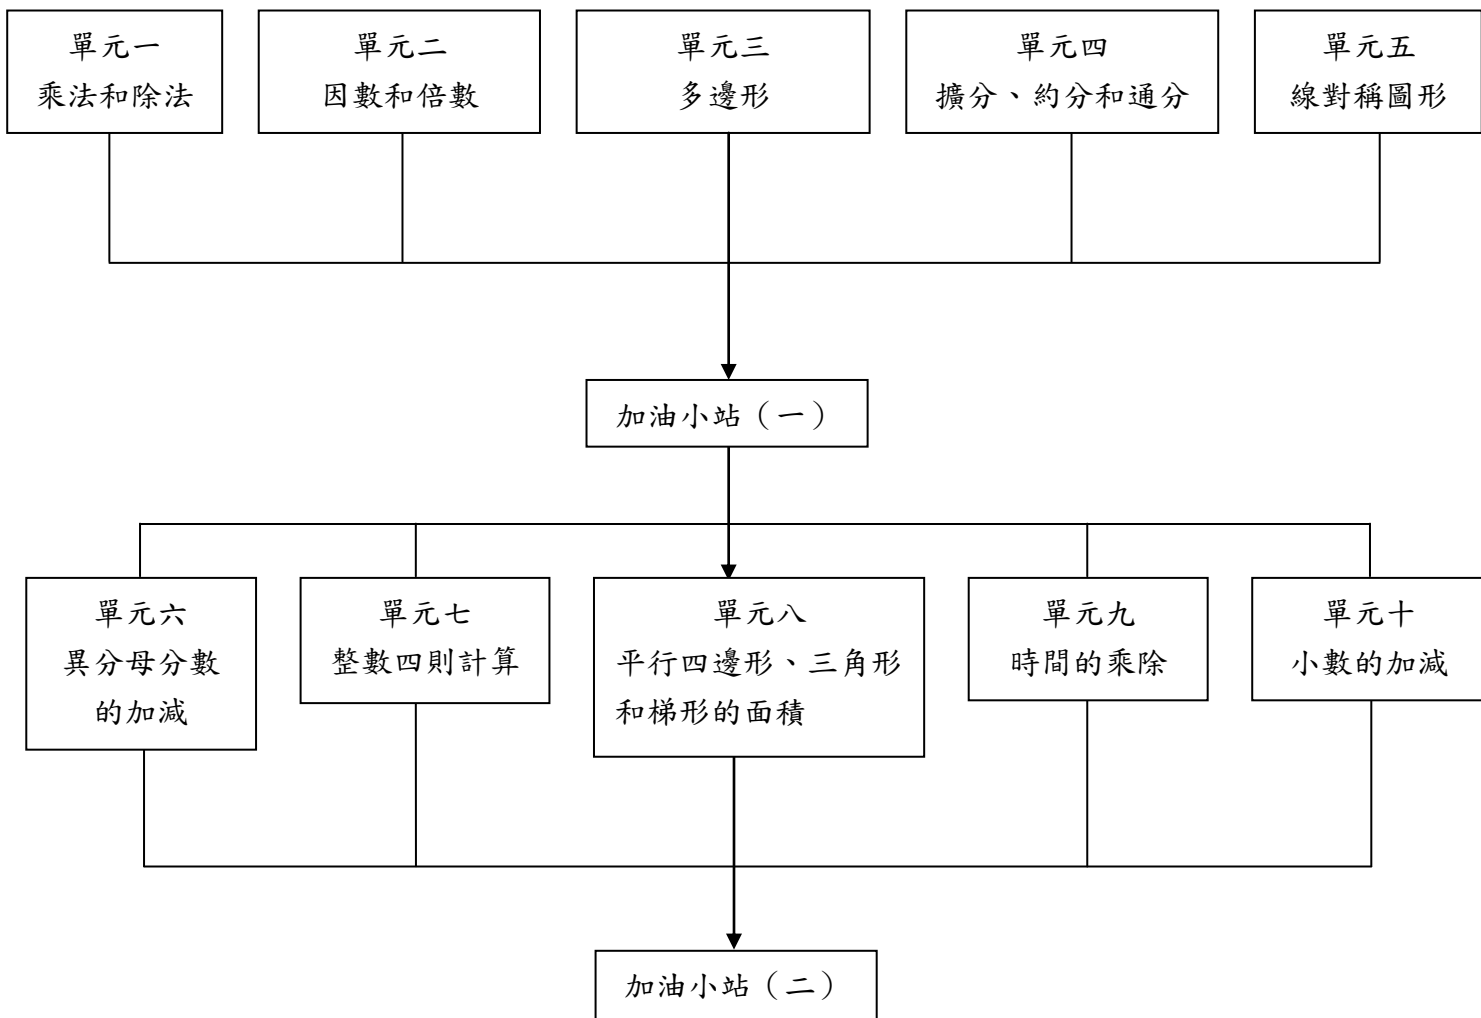 單元一
乘法和除法
單元二
因數和倍數
單元三
多邊形
單元四
擴分、約分和通分
單元五
線對稱圖形
加油小站（一）
單元六
異分母分數
的加減
單元七
整數四則計算
單元八
平行四邊形、三角形
和梯形的面積
單元九
時間的乘除
單元十
小數的加減
加油小站（二）